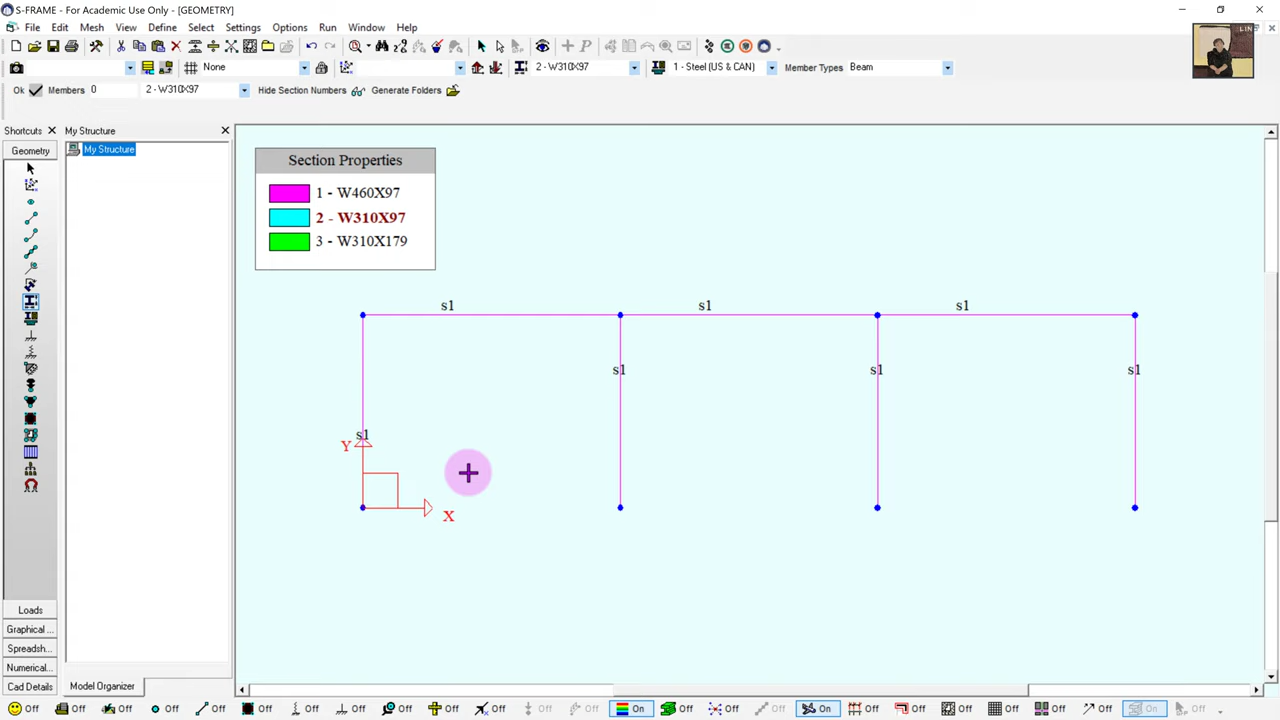 S-FRAME - For Academic Use Only - [GEOMETRY]
File Edit Mesh View Define Select Settings Options Run Window Help
LIN
None 2 - W310X97 1 - Steel (US & CAN) Member Types Beam
Ok Members 0 2 - W310X97 Hide Section Numbers Generate Folders
Shortcuts My Structure
Geometry
My Structure
Section Properties
1 - W460X97
2 - W310X97
3 - W310X179
s1 s1 s1
s1 s1 s1
s1
Y
X
Loads
Graphical ...
Spreadsh...
Numerical...
Cad Details
Model Organizer
Off Off Off Off Off Off Off Off Off Off Off Off Off On Off Off Off On Off Off Off Off Off Off On Off